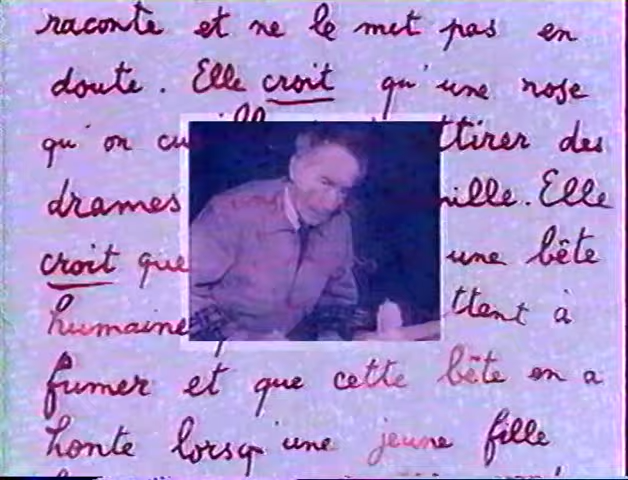 raconte et ne le met pas en
doute. Elle croit qu'une rose
qu'on cu ttirer des
drames ille. Elle
croit que une bête
humaine ttent à
fumer et que cette bête en a
honte lorsqu'une jeune fille